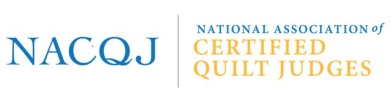 NACQJ
NATIONAL ASSOCIATION of
CERTIFIED
QUILT JUDGES